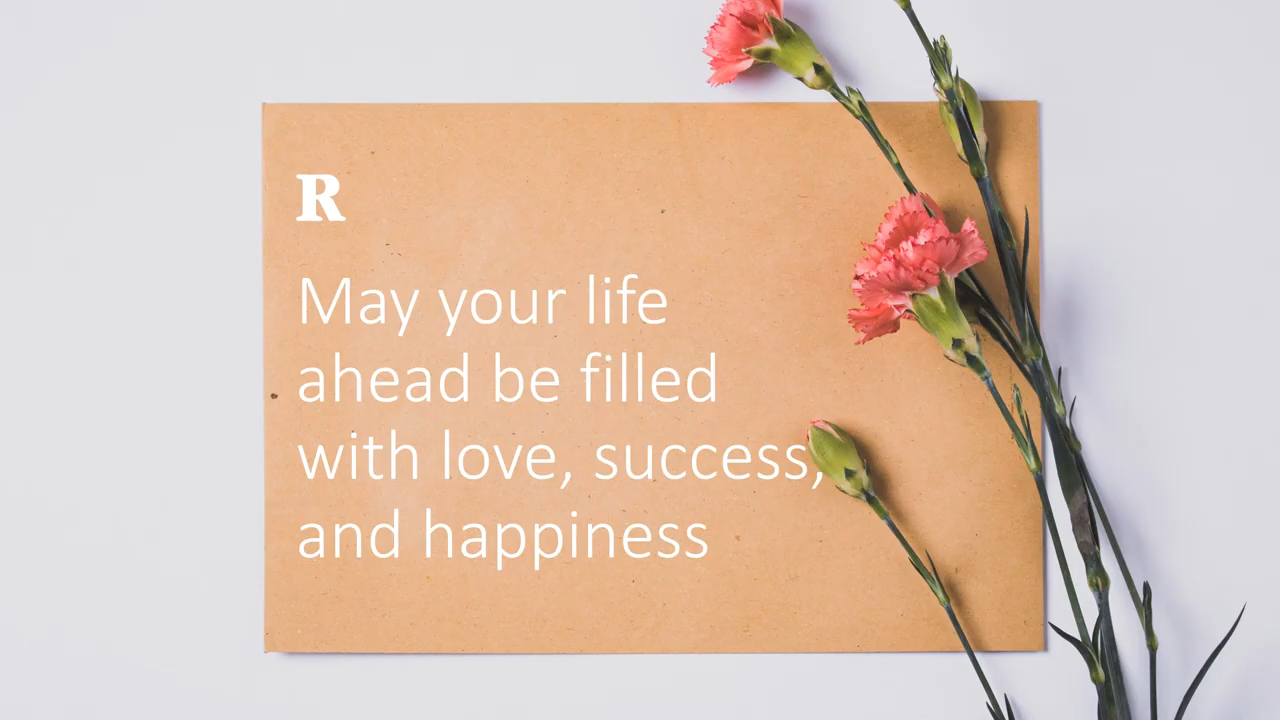 R
May your life
ahead be filled
with love, success,
and happiness